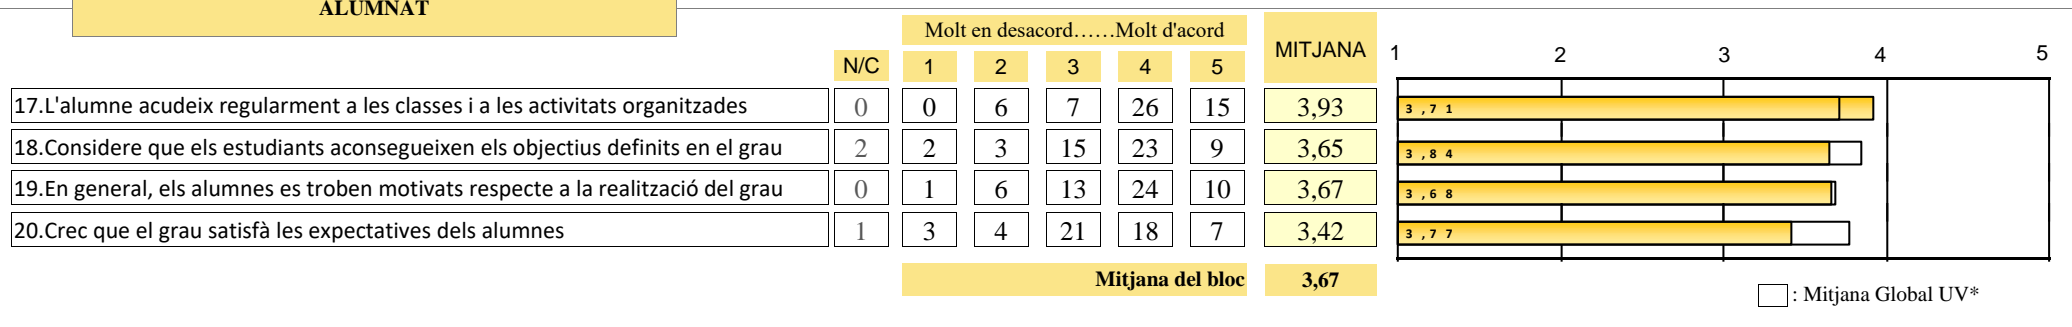 ALUMNAT
Molt en desacord……Molt d'acord
MITJANA
N/C 1 2 3 4 5
1 2 3 4 5
17.L'alumne acudeix regularment a les classes i a les activitats organitzades 0 0 6 7 26 15 3,93 3,71
18.Considere que els estudiants aconsegueixen els objectius definits en el grau 2 2 3 15 23 9 3,65 3,84
19.En general, els alumnes es troben motivats respecte a la realització del grau 0 1 6 13 24 10 3,67 3,68
20.Crec que el grau satisfà les expectatives dels alumnes 1 3 4 21 18 7 3,42 3,77
Mitjana del bloc 3,67
: Mitjana Global UV*